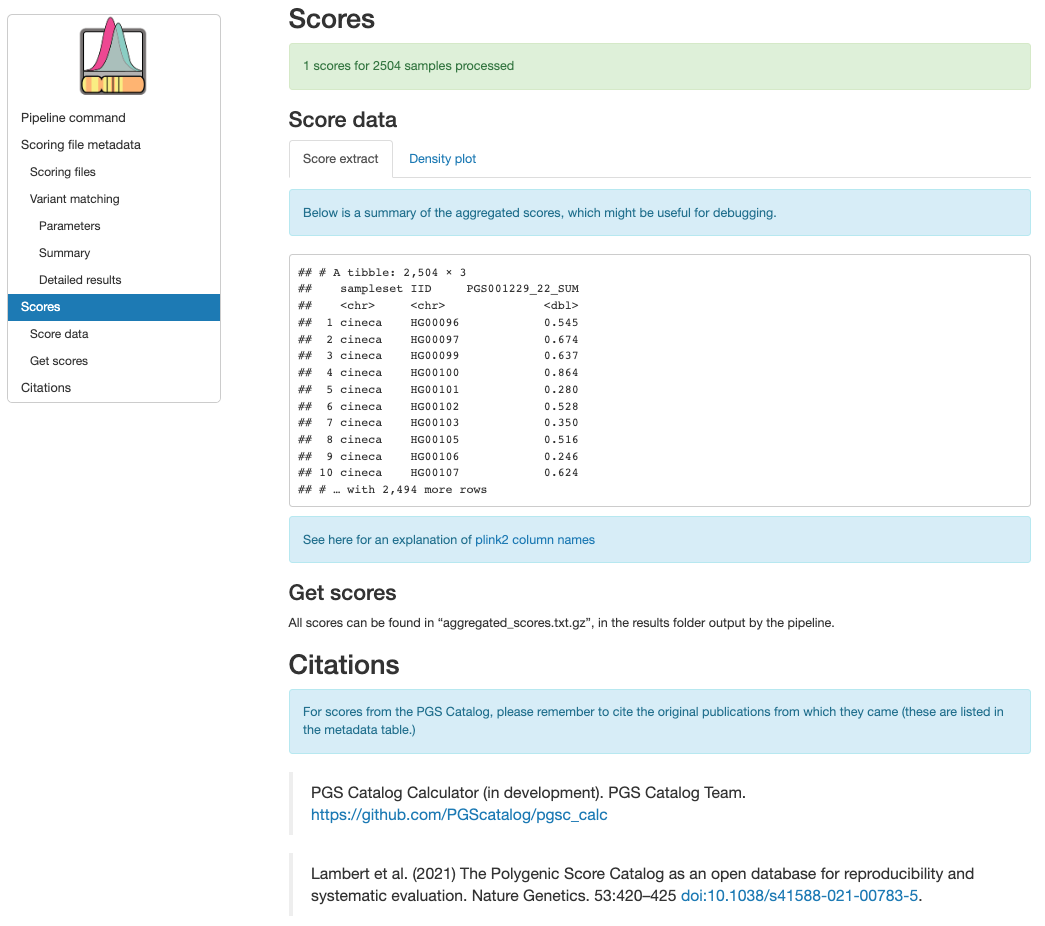 Pipeline command
Scoring file metadata
Scoring files
Variant matching
Parameters
Summary
Detailed results
Scores
Score data
Get scores
Citations
Scores
1 scores for 2504 samples processed
Score data
Score extract
Density plot
Below is a summary of the aggregated scores, which might be useful for debugging.
## # A tibble: 2,504 × 3
##    sampleset IID     PGS001229_22_SUM
##    <chr>     <chr>              <dbl>
##  1 cineca    HG00096            0.545
##  2 cineca    HG00097            0.674
##  3 cineca    HG00099            0.637
##  4 cineca    HG00100            0.864
##  5 cineca    HG00101            0.280
##  6 cineca    HG00102            0.528
##  7 cineca    HG00103            0.350
##  8 cineca    HG00105            0.516
##  9 cineca    HG00106            0.246
## 10 cineca    HG00107            0.624
## # … with 2,494 more rows
See here for an explanation of plink2 column names
Get scores
All scores can be found in “aggregated_scores.txt.gz”, in the results folder output by the pipeline.
Citations
For scores from the PGS Catalog, please remember to cite the original publications from which they came (these are listed in
the metadata table.)
PGS Catalog Calculator (in development). PGS Catalog Team.
https://github.com/PGScatalog/pgsc_calc
Lambert et al. (2021) The Polygenic Score Catalog as an open database for reproducibility and
systematic evaluation. Nature Genetics. 53:420–425 doi:10.1038/s41588-021-00783-5.